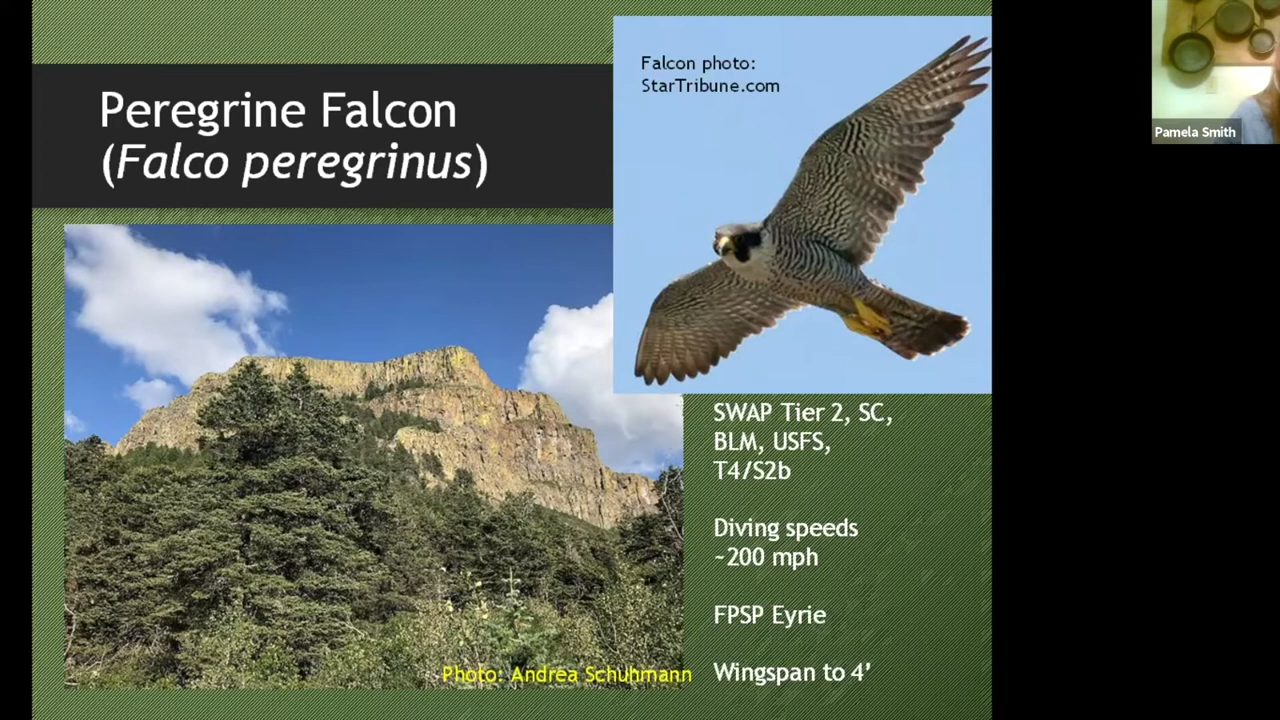 Peregrine Falcon
(Falco peregrinus)
Falcon photo:
StarTribune.com
Pamela Smith
SWAP Tier 2, SC,
BLM, USFS,
T4/S2b
Diving speeds
~200 mph
FPSP Eyrie
Wingspan to 4’
Photo: Andrea Schuhmann